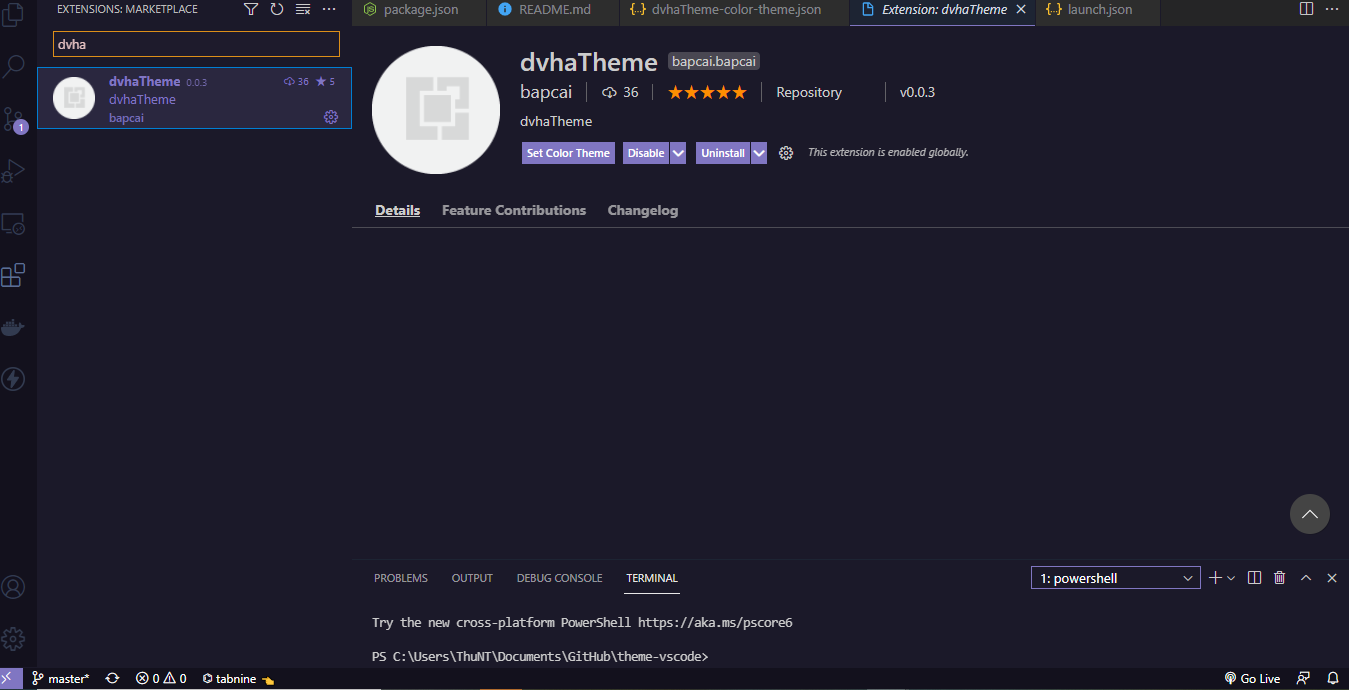 EXTENSIONS: MARKETPLACE
package.json
README.md
dvhaTheme-color-theme.json
Extension: dvhaTheme
launch.json
dvha
dvhaTheme 0.0.3 36 5
dvhaTheme
bapcai
1
dvhaTheme bapcai.bapcai
bapcai 36 Repository v0.0.3
dvhaTheme
Set Color Theme Disable Uninstall This extension is enabled globally.
Details Feature Contributions Changelog
PROBLEMS OUTPUT DEBUG CONSOLE TERMINAL 1: powershell
Try the new cross-platform PowerShell https://aka.ms/pscore6
PS C:\Users\ThuNT\Documents\GitHub\theme-vscode>
master* 0 0 tabnine Go Live